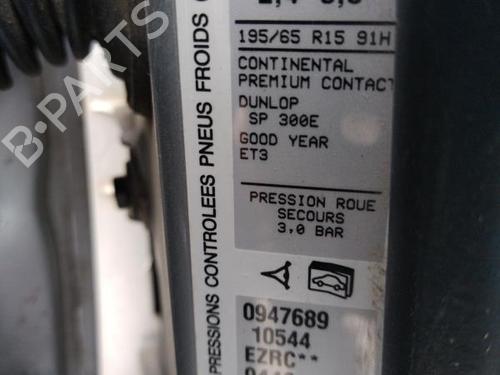 195/65 R15 91H
CONTINENTAL
PREMIUM CONTACT
DUNLOP
SP 300E
GOOD YEAR
ET3
PRESSION ROUE
SECOURS
3,0 BAR
PRESSIONS CONTROLEES PNEUS FROIDS
0947689
10544
EZRC**